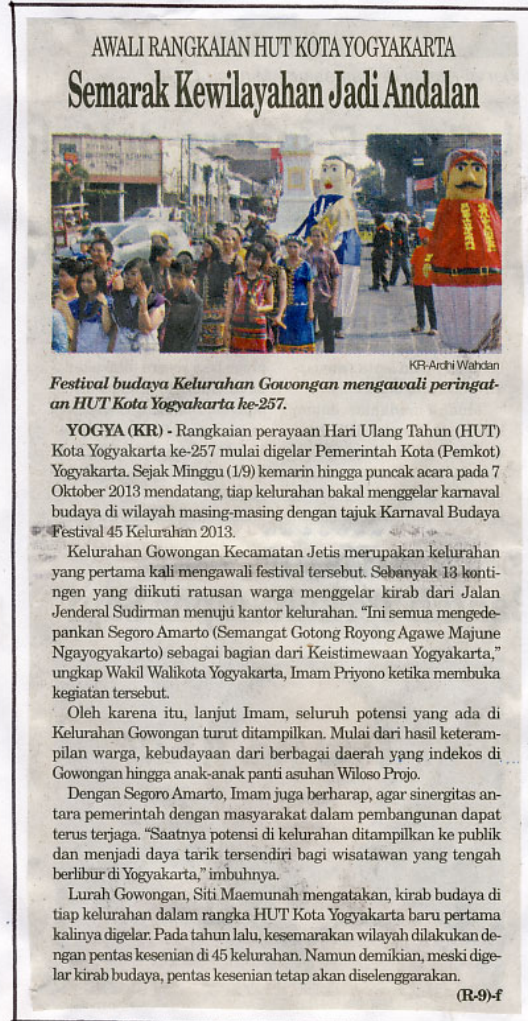 AWALI RANGKAIAN HUT KOTA YOGYAKARTA
Semarak Kewilayahan Jadi Andalan
KR-Ardhi Wahdan
Festival budaya Kelurahan Gowongan mengawali peringat-
an HUT Kota Yogyakarta ke-257.
YOGYA (KR) - Rangkaian perayaan Hari Ulang Tahun (HUT)
Kota Yogyakarta ke-257 mulai digelar Pemerintah Kota (Pemkot)
Yogyakarta. Sejak Minggu (1/9) kemarin hingga puncak acara pada 7
Oktober 2013 mendatang, tiap kelurahan bakal menggelar karnaval
budaya di wilayah masing-masing dengan tajuk Karnaval Budaya
Festival 45 Kelurahan 2013.
Kelurahan Gowongan Kecamatan Jetis merupakan kelurahan
yang pertama kali mengawali festival tersebut. Sebanyak 13 konti-
ngen yang diikuti ratusan warga menggelar kirab dari Jalan
Jenderal Sudirman menuju kantor kelurahan. "Ini semua mengede-
pankan Segoro Amarto (Semangat Gotong Royong Agawe Majune
Ngayogyakarto) sebagai bagian dari Keistimewaan Yogyakarta,"
ungkap Wakil Walikota Yogyakarta, Imam Priyono ketika membuka
kegiatan tersebut.
Oleh karena itu, lanjut Imam, seluruh potensi yang ada di
Kelurahan Gowongan turut ditampilkan. Mulai dari hasil keteram-
pilan warga, kebudayaan dari berbagai daerah yang indekos di
Gowongan hingga anak-anak panti asuhan Wiloso Projo.
Dengan Segoro Amarto, Imam juga berharap, agar sinergitas an-
tara pemerintah dengan masyarakat dalam pembangunan dapat
terus terjaga. "Saatnya potensi di kelurahan ditampilkan ke publik
dan menjadi daya tarik tersendiri bagi wisatawan yang tengah
berlibur di Yogyakarta," imbuhnya.
Lurah Gowongan, Siti Maemunah mengatakan, kirab budaya di
tiap kelurahan dalam rangka HUT Kota Yogyakarta baru pertama
kalinya digelar. Pada tahun lalu, kesemarakan wilayah dilakukan de-
ngan pentas kesenian di 45 kelurahan. Namun demikian, meski dige-
lar kirab budaya, pentas kesenian tetap akan diselenggarakan.
(R-9)-f